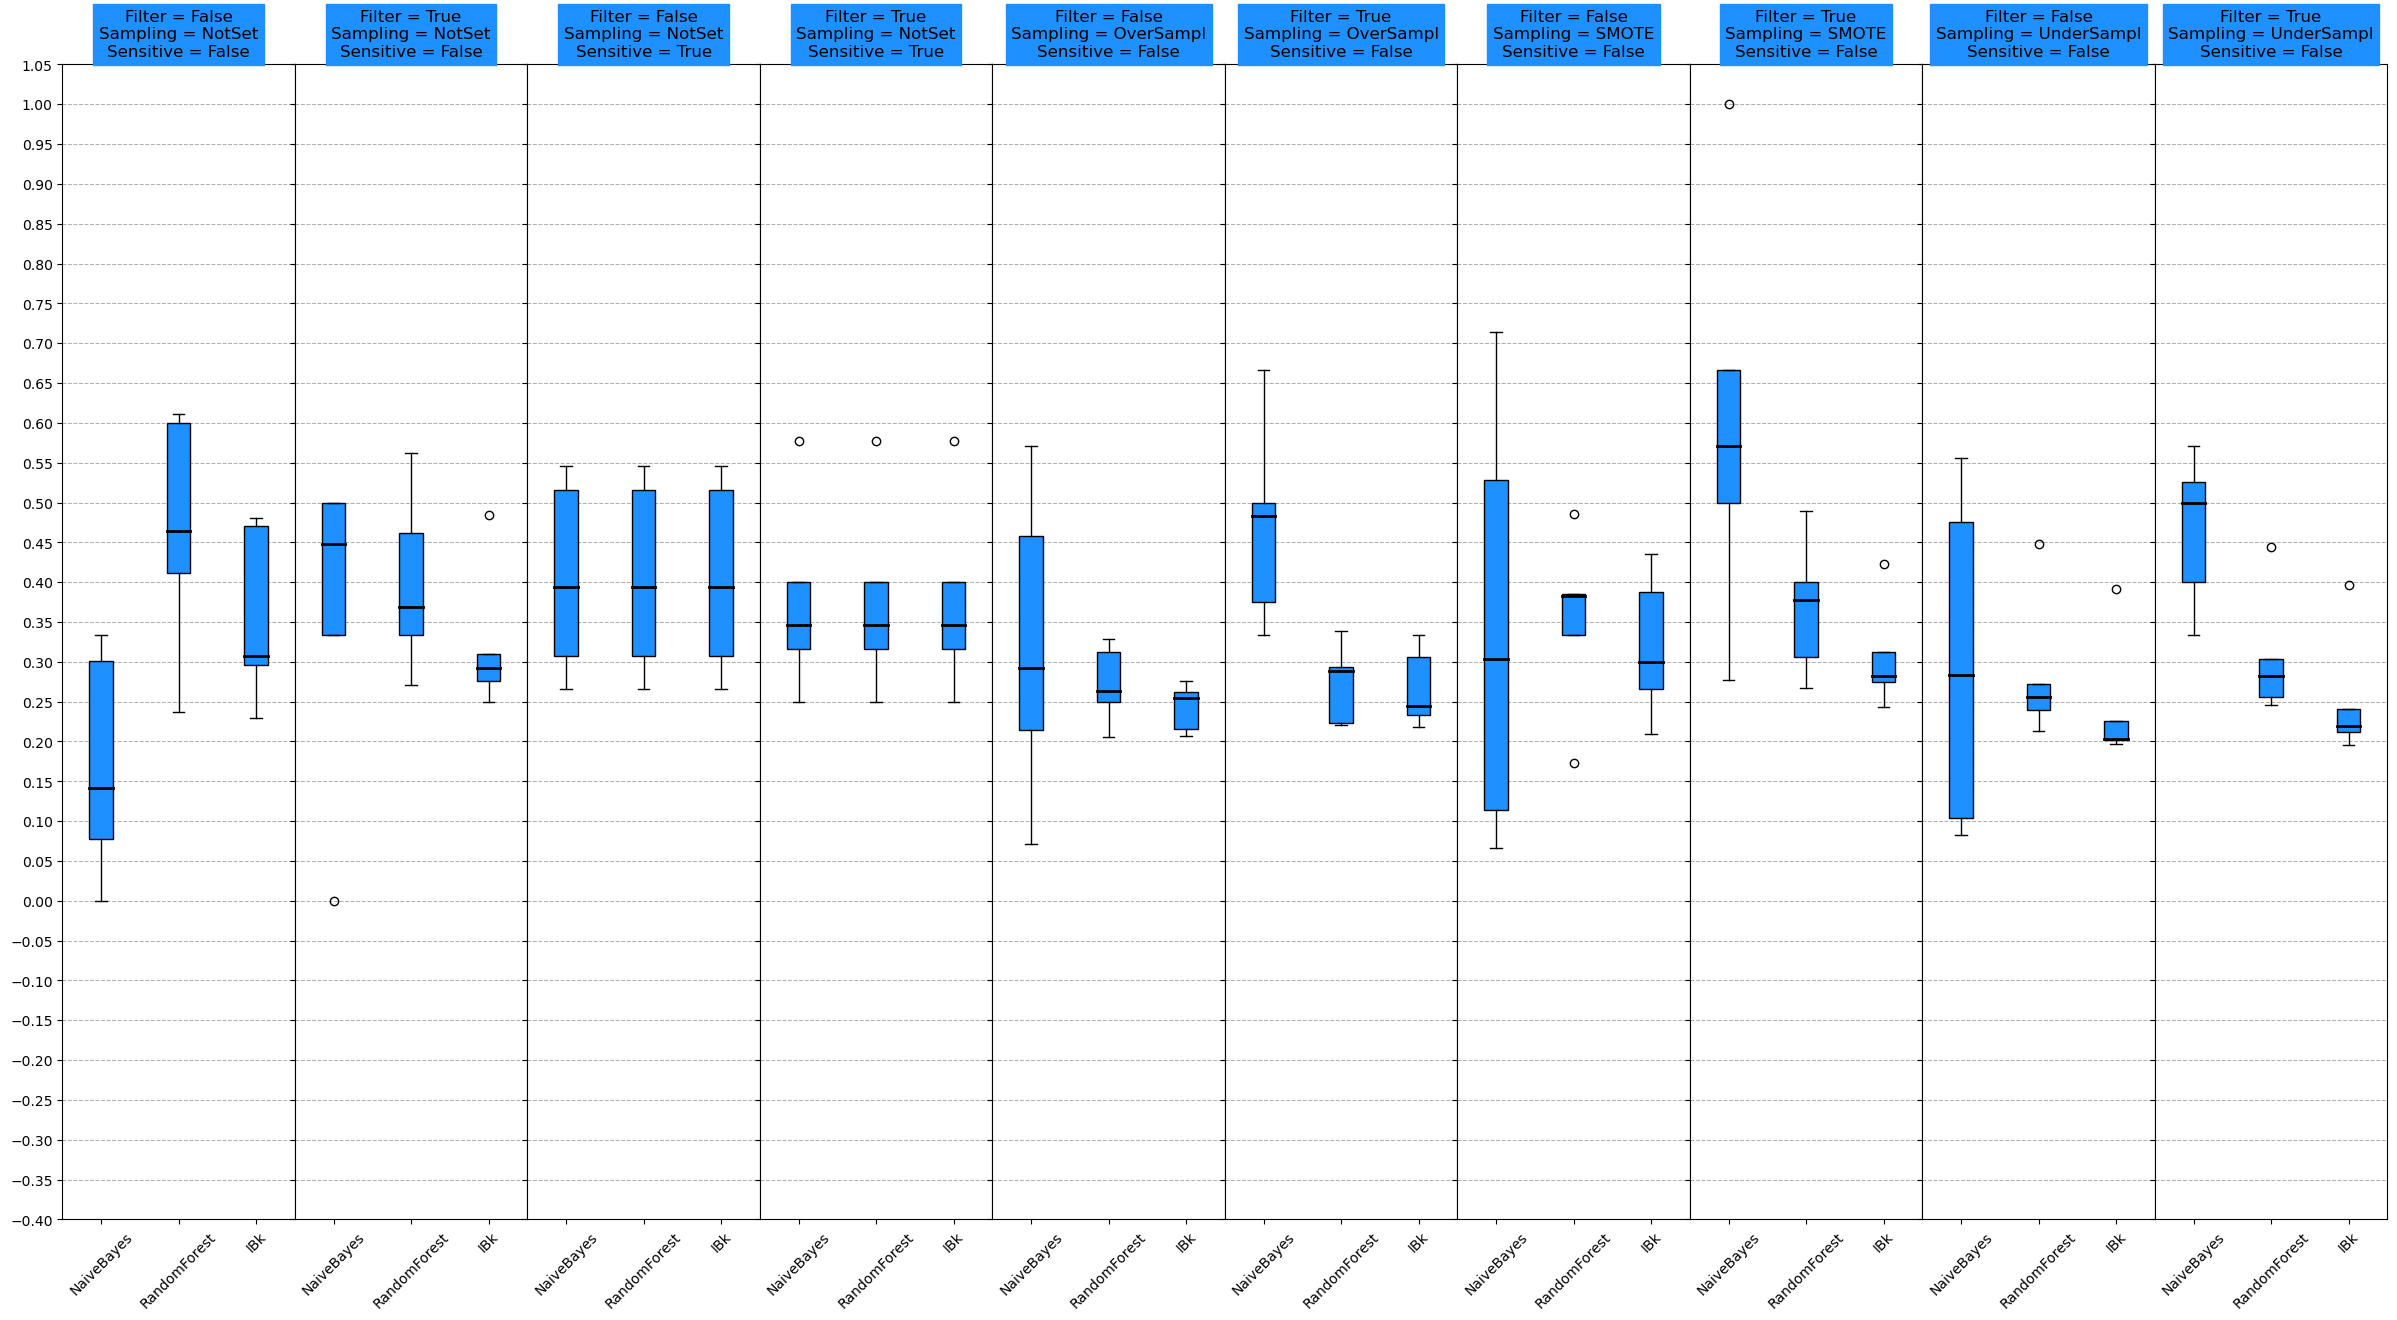 Filter = False
Sampling = NotSet
Sensitive = False
Filter = True
Sampling = NotSet
Sensitive = False
Filter = False
Sampling = NotSet
Sensitive = True
Filter = True
Sampling = NotSet
Sensitive = True
Filter = False
Sampling = OverSampl
Sensitive = False
Filter = True
Sampling = OverSampl
Sensitive = False
Filter = False
Sampling = SMOTE
Sensitive = False
Filter = True
Sampling = SMOTE
Sensitive = False
Filter = False
Sampling = UnderSampl
Sensitive = False
Filter = True
Sampling = UnderSampl
Sensitive = False
1.05
1.00
0.95
0.90
0.85
0.80
0.75
0.70
0.65
0.60
0.55
0.50
0.45
0.40
0.35
0.30
0.25
0.20
0.15
0.10
0.05
0.00
−0.05
−0.10
−0.15
−0.20
−0.25
−0.30
−0.35
−0.40
NaiveBayes
RandomForest
IBk
NaiveBayes
RandomForest
IBk
NaiveBayes
RandomForest
IBk
NaiveBayes
RandomForest
IBk
NaiveBayes
RandomForest
IBk
NaiveBayes
RandomForest
IBk
NaiveBayes
RandomForest
IBk
NaiveBayes
RandomForest
IBk
NaiveBayes
RandomForest
IBk
NaiveBayes
RandomForest
IBk